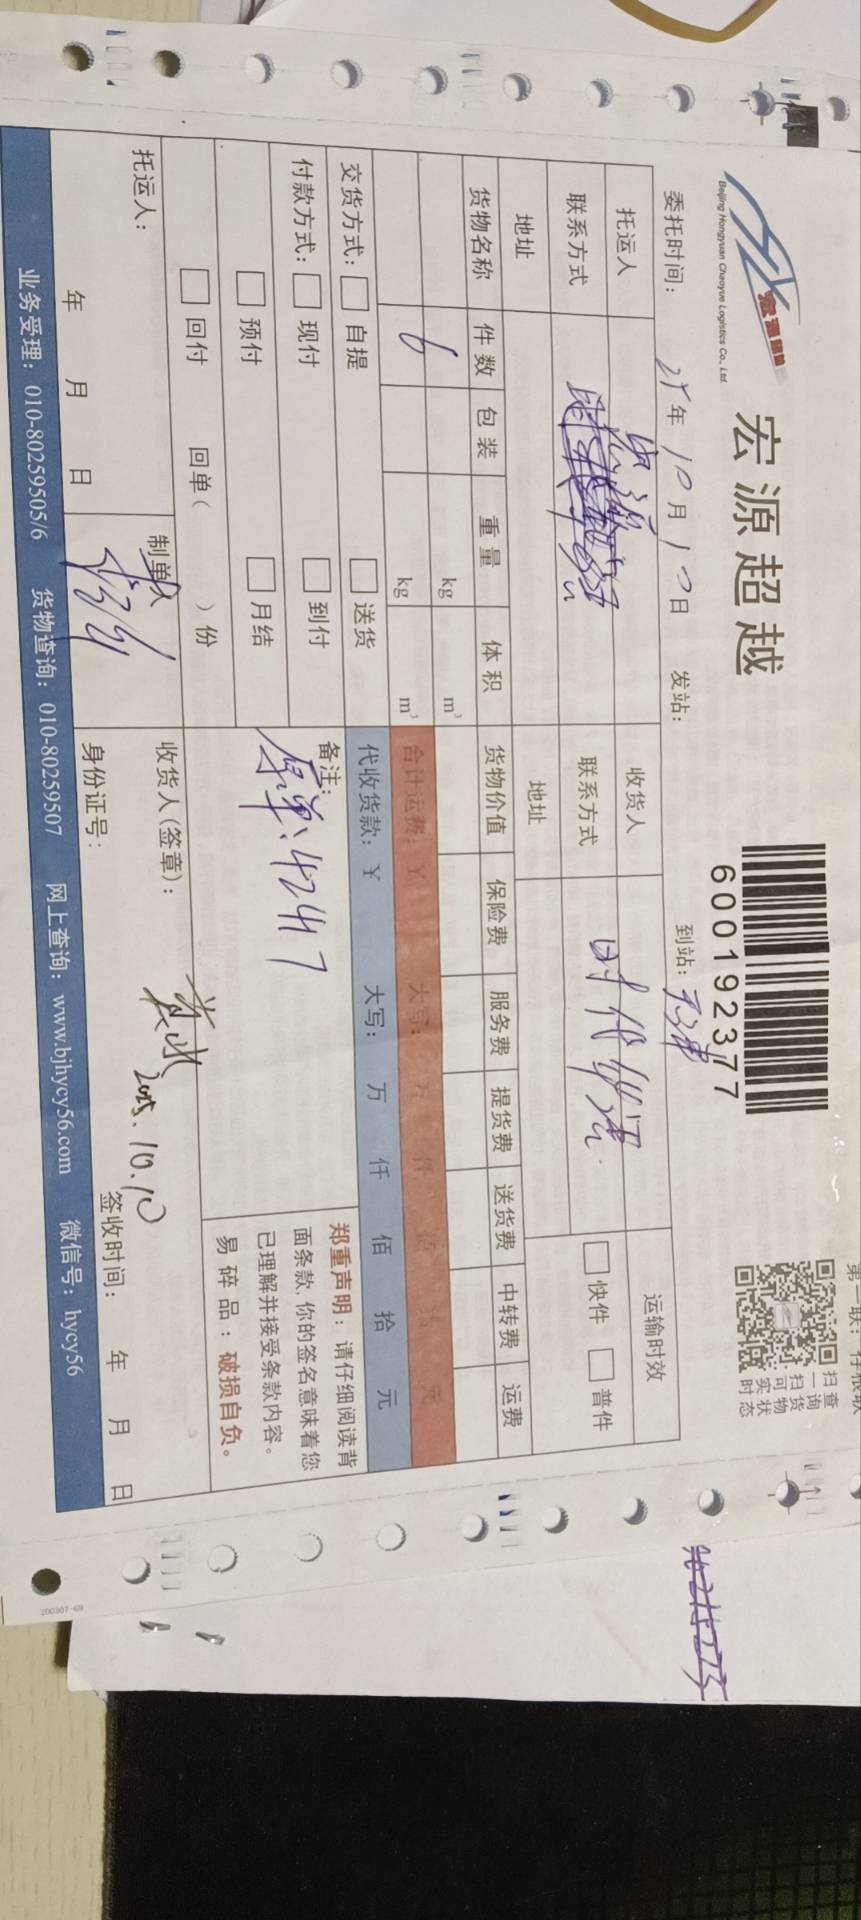 宏源超越
Beijing Hongyuan Chaoyue Logistics Co., Ltd.
6001923377
扫一扫 查询货物实时状态
委托时间： 25年10月10日 发站： 到站：天津
托运人 收货人 运输时效
联系方式 联系方式 快件 普件
地址 地址
货物名称 件数 包装 重量 体积 货物价值 保险费 服务费 提货费 送货费 中转费 运费
kg m³
6 kg m³ 合计运费：¥ 大写： 万 仟 佰 拾 元
交货方式： 自提 送货 代收货款：¥ 大写： 万 仟 佰 拾 元
付款方式： 现付 到付 备注：
预付 月结 原单：42417
回付 回单（ ）份
郑重声明：请仔细阅读背
面条款，你的签名意味着您
已理解并接受条款内容。
易碎品：破损自负。
托运人： 制单人 收货人(签章)：
2025.10.10
年 月 日 身份证号： 签收时间： 年 月 日
业务受理：010-80259505/6 货物查询：010-80259507 网上查询：www.bjhycy56.com 微信号：hycy56
200307-69